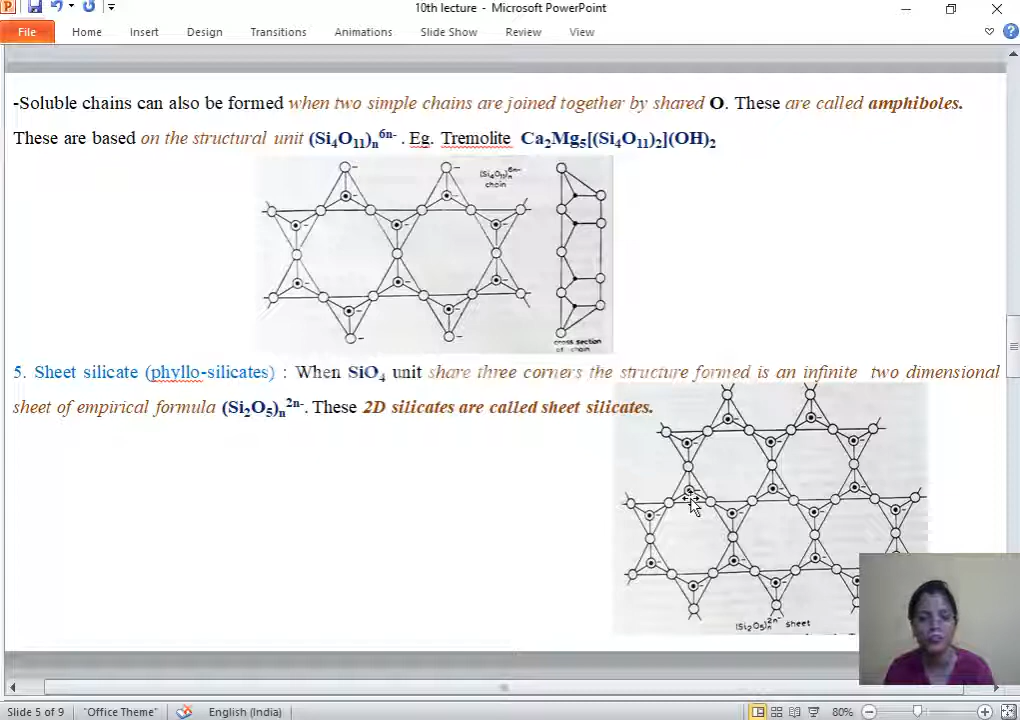 10th lecture - Microsoft PowerPoint
File Home Insert Design Transitions Animations Slide Show Review View
-Soluble chains can also be formed when two simple chains are joined together by shared O. These are called amphiboles.
These are based on the structural unit (Si₄O₁₁)ₙ⁶ⁿ⁻ . Eg. Tremolite Ca₂Mg₅[(Si₄O₁₁)₂](OH)₂
(Si₄O₁₁)ₙ⁶ⁿ⁻
chain
cross section
of chain
5. Sheet silicate (phyllo-silicates) : When SiO₄ unit share three corners the structure formed is an infinite two dimensional
sheet of empirical formula (Si₂O₅)ₙ²ⁿ⁻. These 2D silicates are called sheet silicates.
(Si₂O₅)ₙ²ⁿ⁻ sheet
Slide 5 of 9 "Office Theme" English (India) 80%